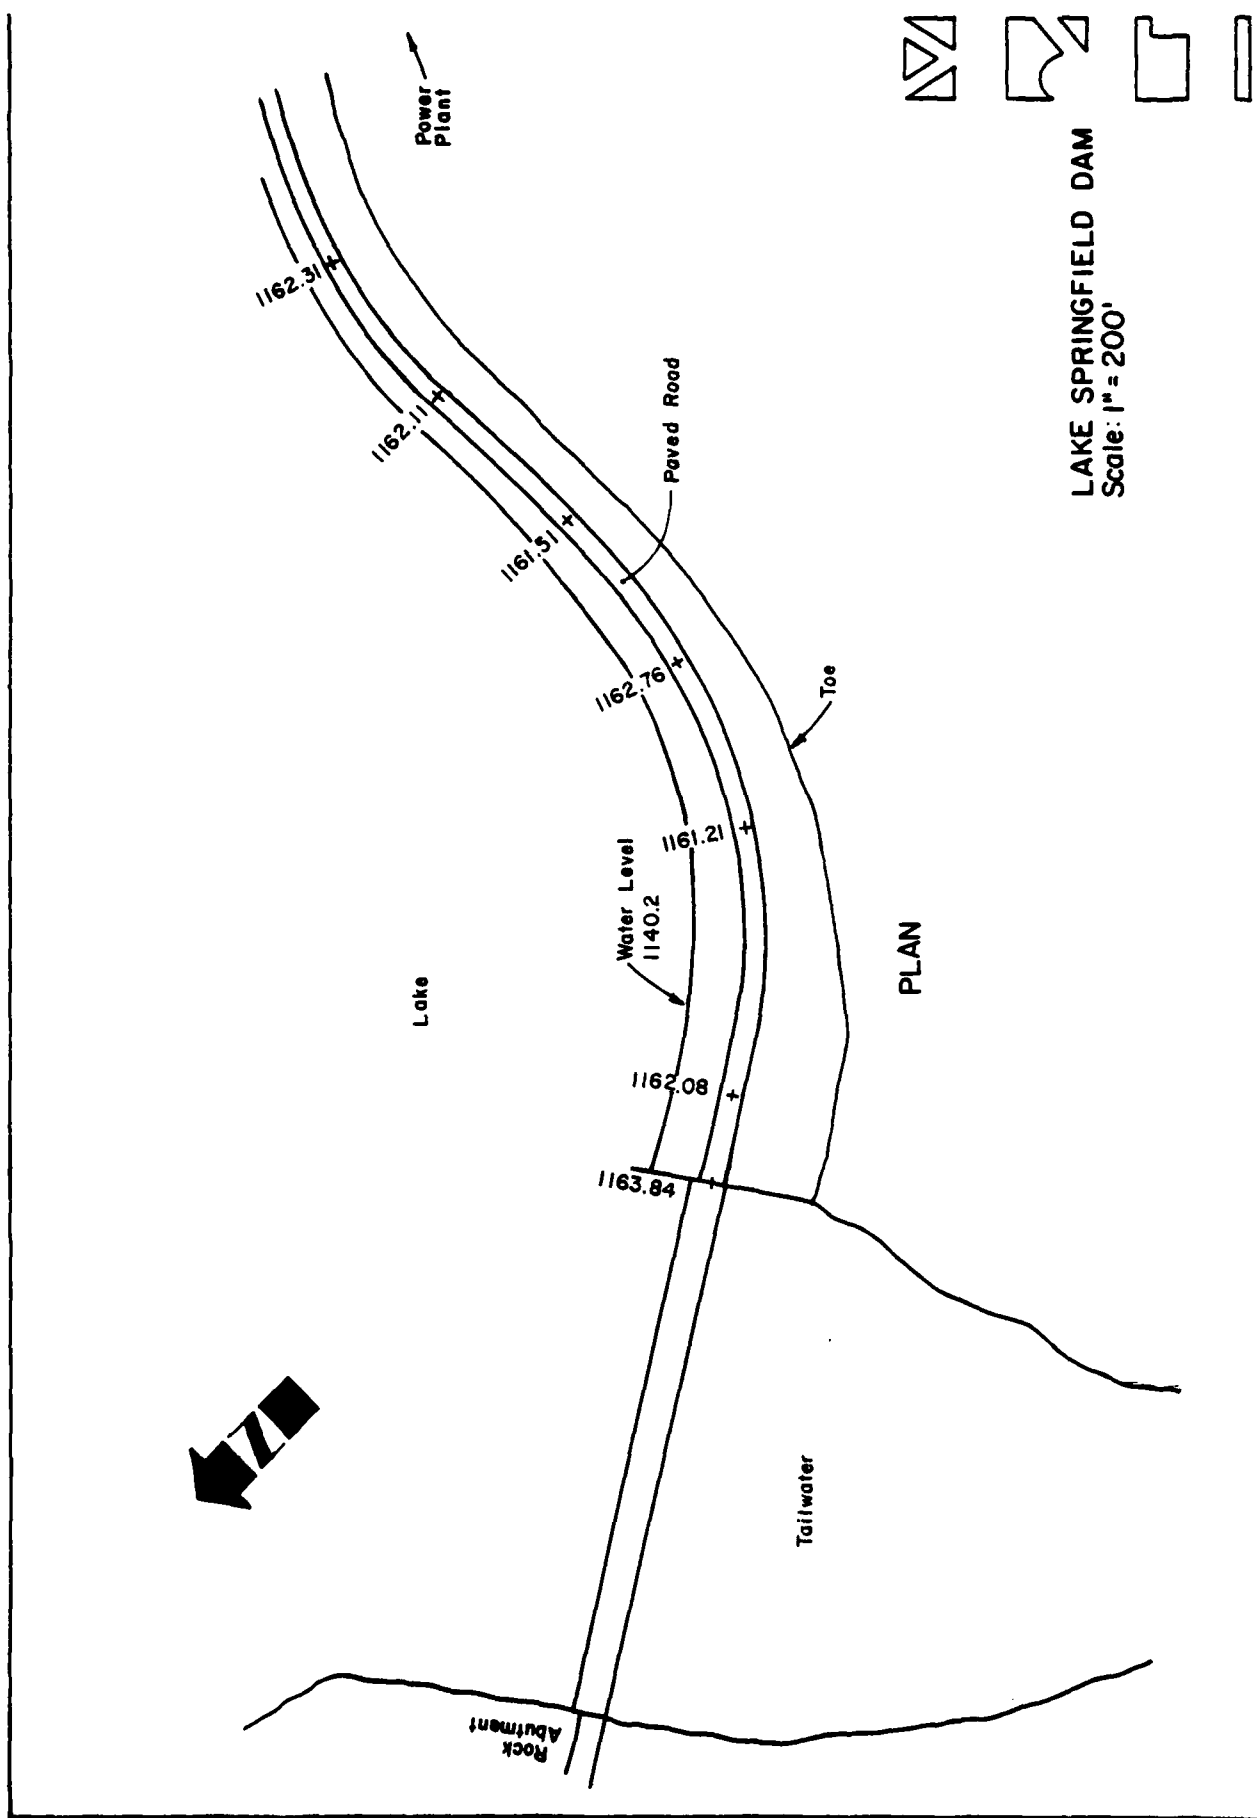 Power
Plant
1162.31
1162.11
1161.51
Paved Road
1162.76
Toe
1161.21
Water Level
1140.2
Lake
PLAN
1162.08
1163.84
Tailwater
Rock
Abutment
LAKE SPRINGFIELD DAM
Scale: 1" = 200'